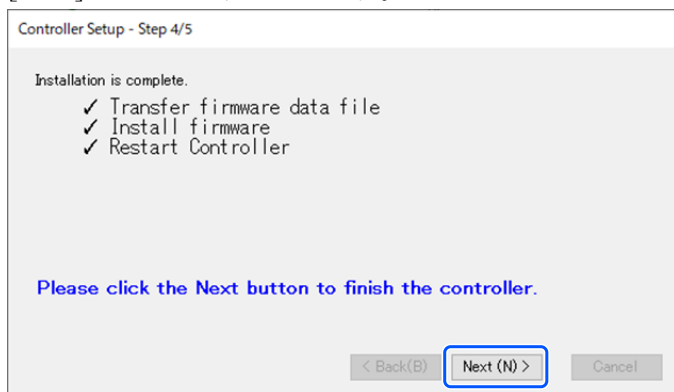 Controller Setup - Step 4/5
Installation is complete.
✓ Transfer firmware data file
✓ Install firmware
✓ Restart Controller
Please click the Next button to finish the controller.
< Back(B) Next (N) > Cancel